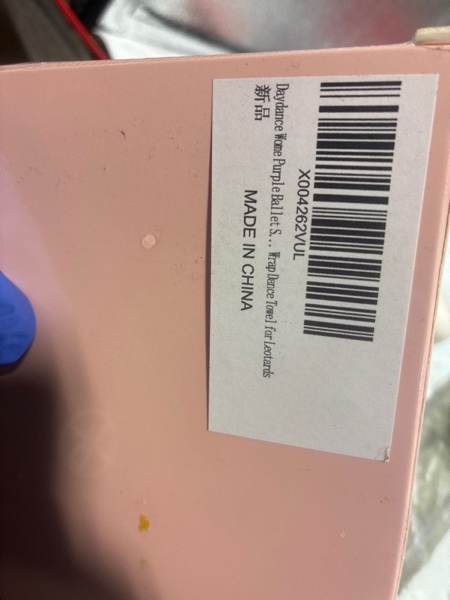 X004262VUL
Daydance Wome Purple Ballet S... Wrap Dance Towel for Leotards
新品
MADE IN CHINA